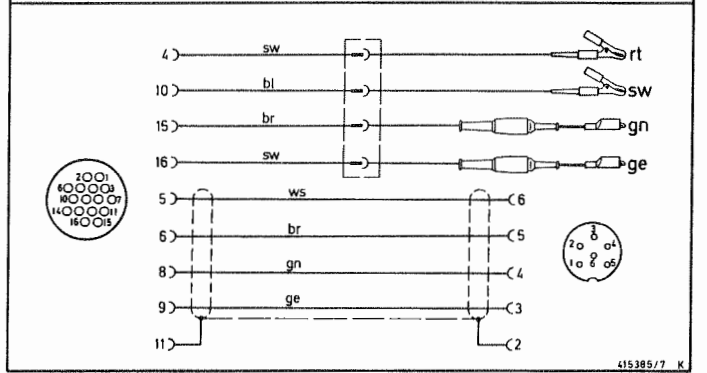 4 sw rt
10 bl sw
15 br gn
16 sw ge
5 ws 6
6 br 5
8 gn 4
9 ge 3
11 2
2 1
6 3
10 7
14 11
16 15
3
2 4
1 6 5
415385/7 K